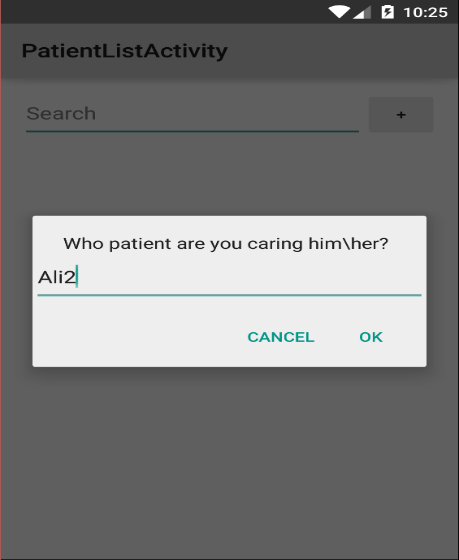 10:25
PatientListActivity
Search
+
Who patient are you caring him\her?
Ali2
CANCEL OK